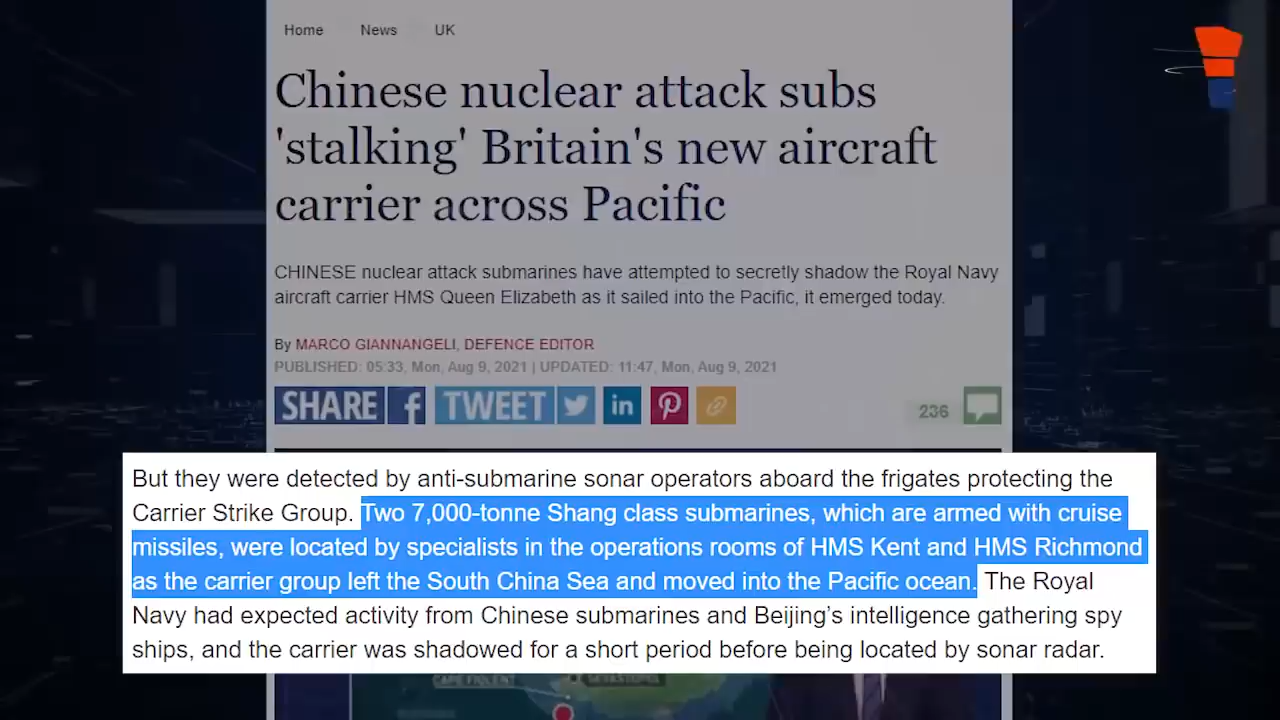 Home News UK
Chinese nuclear attack subs
'stalking' Britain's new aircraft
carrier across Pacific
CHINESE nuclear attack submarines have attempted to secretly shadow the Royal Navy
aircraft carrier HMS Queen Elizabeth as it sailed into the Pacific, it emerged today.
By MARCO GIANNANGELI, DEFENCE EDITOR
PUBLISHED: 05:33, Mon, Aug 9, 2021 | UPDATED: 11:47, Mon, Aug 9, 2021
SHARE TWEET 236
But they were detected by anti-submarine sonar operators aboard the frigates protecting the
Carrier Strike Group. Two 7,000-tonne Shang class submarines, which are armed with cruise
missiles, were located by specialists in the operations rooms of HMS Kent and HMS Richmond
as the carrier group left the South China Sea and moved into the Pacific ocean. The Royal
Navy had expected activity from Chinese submarines and Beijing’s intelligence gathering spy
ships, and the carrier was shadowed for a short period before being located by sonar radar.
CAPE FIOLENT SEVASTOPOL